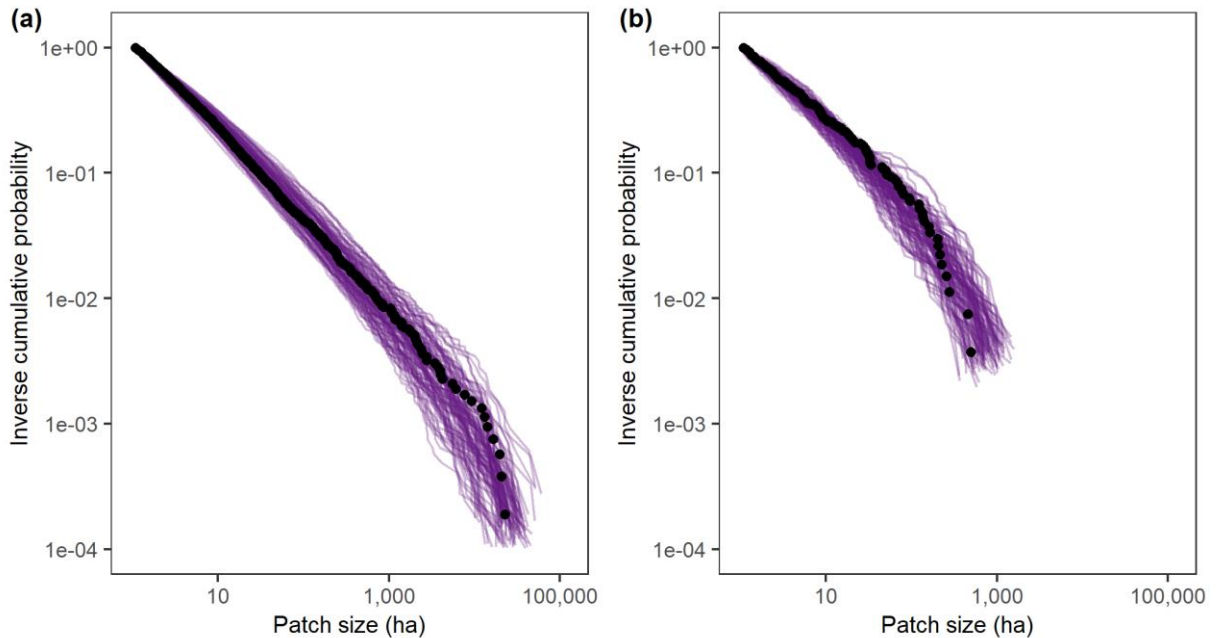 (a)
1e+00
1e-01
1e-02
1e-03
1e-04
Inverse cumulative probability
10
1,000
100,000
Patch size (ha)
(b)
1e+00
1e-01
1e-02
1e-03
1e-04
Inverse cumulative probability
10
1,000
100,000
Patch size (ha)